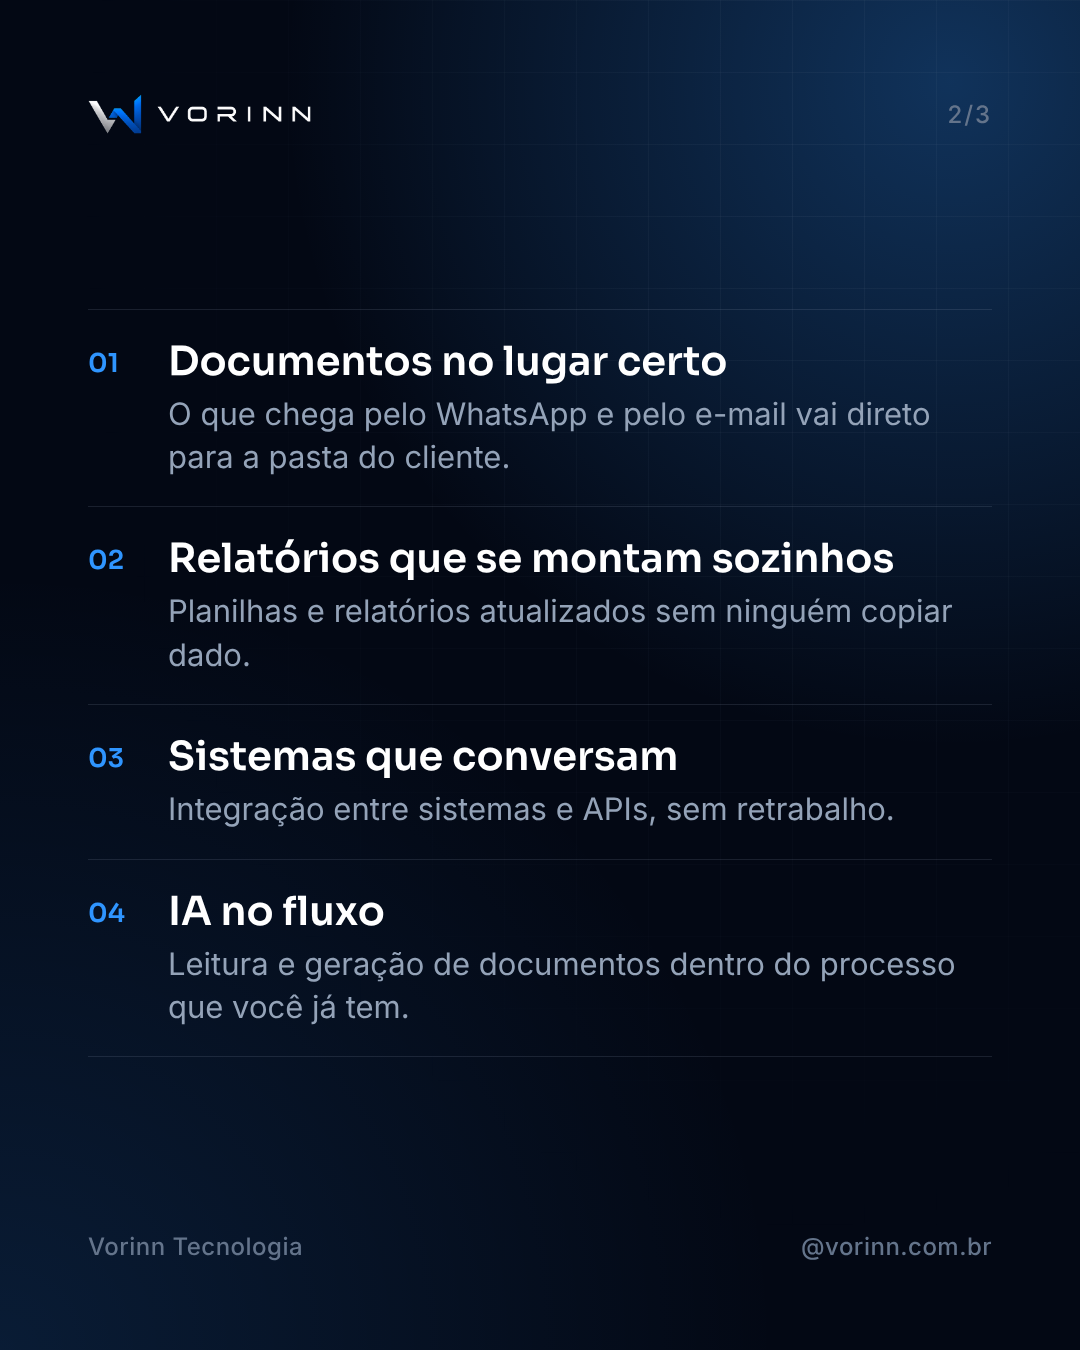 VORINN
2/3
01
Documentos no lugar certo
O que chega pelo WhatsApp e pelo e-mail vai direto
para a pasta do cliente.
02
Relatórios que se montam sozinhos
Planilhas e relatórios atualizados sem ninguém copiar
dado.
03
Sistemas que conversam
Integração entre sistemas e APIs, sem retrabalho.
04
IA no fluxo
Leitura e geração de documentos dentro do processo
que você já tem.
Vorinn Tecnologia
@vorinn.com.br